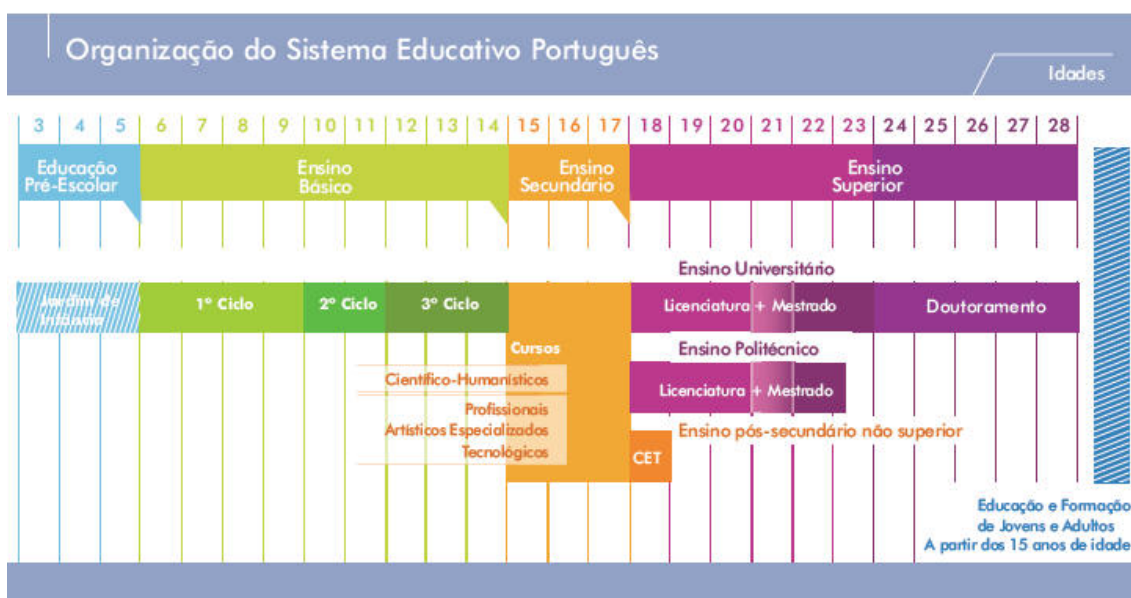 Organização do Sistema Educativo Português
Idades
3 4 5 6 7 8 9 10 11 12 13 14 15 16 17 18 19 20 21 22 23 24 25 26 27 28
Educação
Pré-Escolar
Ensino
Básico
Ensino
Secundário
Ensino
Superior
Ensino Universitário
Jardim de
Infância
1º Ciclo
2º Ciclo
3º Ciclo
Licenciatura + Mestrado
Doutoramento
Cursos
Ensino Politécnico
Científico-Humanísticos
Licenciatura + Mestrado
Profissionais
Artísticos Especializados
Tecnológicos
Ensino pós-secundário não superior
CET
Educação e Formação
de Jovens e Adultos
A partir dos 15 anos de idade